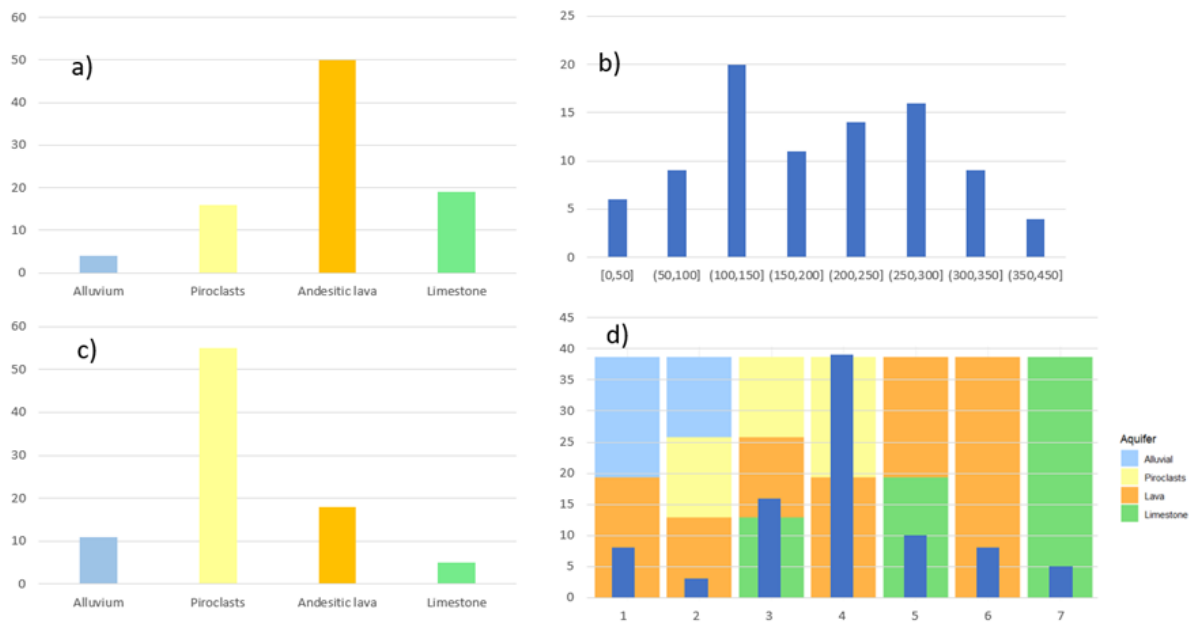 a)
60
50
40
30
20
10
0
Alluvium Piroclasts Andesitic lava Limestone
b)
25
20
15
10
5
0
[0,50] (50,100] (100,150] (150,200] (200,250] (250,300] (300,350] (350,450]
c)
60
50
40
30
20
10
0
Alluvium Piroclasts Andesitic lava Limestone
d)
45
40
35
30
25
20
15
10
5
0
1 2 3 4 5 6 7
Aquifer
Alluvial
Piroclasts
Lava
Limestone